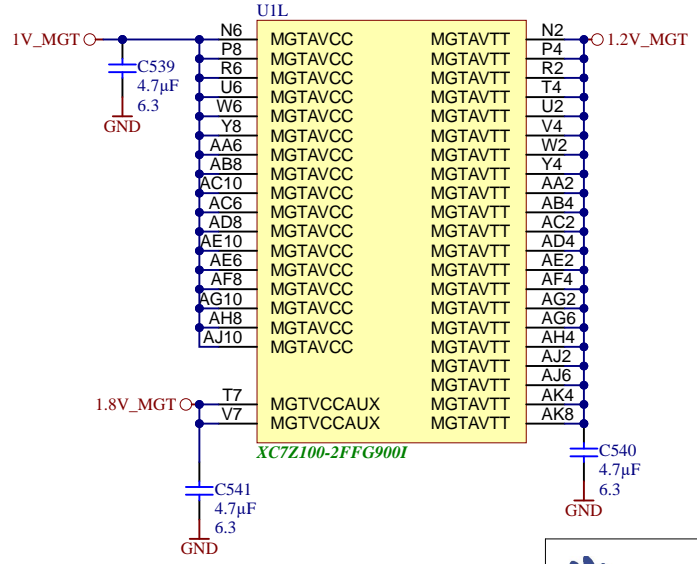 U1L
1V_MGT N6 MGTAVCC MGTAVTT N2 1.2V_MGT
P8 MGTAVCC MGTAVTT P4
R6 MGTAVCC MGTAVTT R2
U6 MGTAVCC MGTAVTT T4
W6 MGTAVCC MGTAVTT U2
Y8 MGTAVCC MGTAVTT V4
AA6 MGTAVCC MGTAVTT W2
AB8 MGTAVCC MGTAVTT Y4
AC10 MGTAVCC MGTAVTT AA2
AC6 MGTAVCC MGTAVTT AB4
AD8 MGTAVCC MGTAVTT AC2
AE10 MGTAVCC MGTAVTT AD4
AE6 MGTAVCC MGTAVTT AE2
AF8 MGTAVCC MGTAVTT AF4
AG10 MGTAVCC MGTAVTT AG2
AH8 MGTAVCC MGTAVTT AG6
AJ10 MGTAVCC MGTAVTT AH4
MGTAVTT AJ2
MGTAVTT AJ6
1.8V_MGT T7 MGTVCCAUX MGTAVTT AK4
V7 MGTVCCAUX MGTAVTT AK8
XC7Z100-2FFG900I
C539
4.7µF
6.3
GND
C541
4.7µF
6.3
GND
C540
4.7µF
6.3
GND